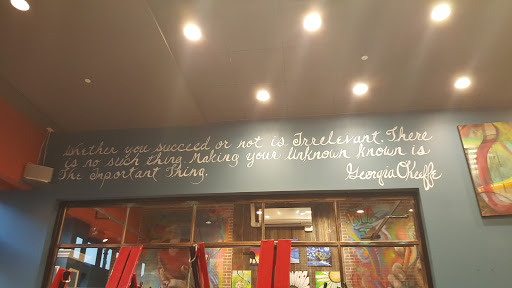 Whether you succeed or not is Irrelevant. There
is no such thing. Making your Unknown known is
The Important Thing.
Georgia O'Keeffe